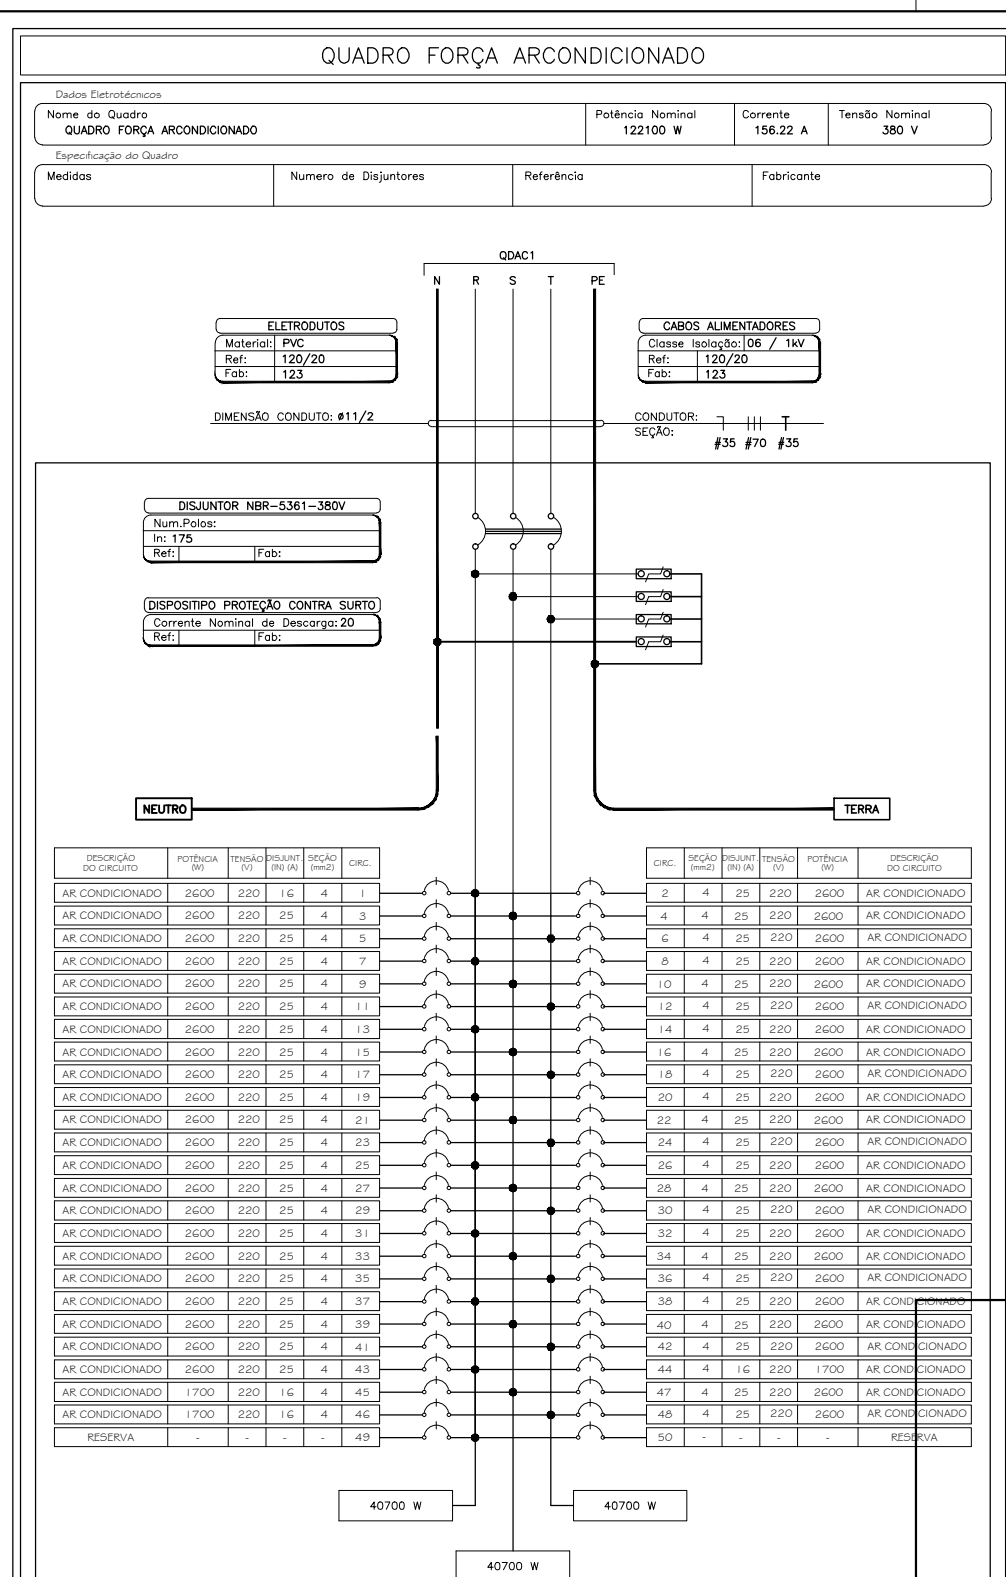 QUADRO FORÇA ARCONDICIONADO
Dados Eletrotécnicos
Nome do Quadro Potência Nominal Corrente Tensão Nominal
QUADRO FORÇA ARCONDICIONADO 122100 W 156.22 A 380 V
Especificação do Quadro
Medidas Numero de Disjuntores Referência Fabricante
QDAC1
N R S T PE
ELETRODUTOS CABOS ALIMENTADORES
Material: PVC Classe Isolação: 06 / 1kV
Ref: 120/20 Ref: 120/20
Fab: 123 Fab: 123
DIMENSÃO CONDUTO: ø11/2 CONDUTOR:
SEÇÃO:
#35 #70 #35
DISJUNTOR NBR-5361-380V
Num.Polos:
In: 175
Ref: Fab:
DISPOSITIPO PROTEÇÃO CONTRA SURTO
Corrente Nominal de Descarga: 20
Ref: Fab:
NEUTRO TERRA
DESCRIÇÃO POTÊNCIA TENSÃO DISJUNT. SEÇÃO CIRC. CIRC. SEÇÃO DISJUNT. TENSÃO POTÊNCIA DESCRIÇÃO
DO CIRCUITO (W) (V) (IN) (A) (mm2) (mm2) (IN) (A) (V) (W) DO CIRCUITO
AR CONDICIONADO 2600 220 16 4 1 2 4 25 220 2600 AR CONDICIONADO
AR CONDICIONADO 2600 220 25 4 3 4 4 25 220 2600 AR CONDICIONADO
AR CONDICIONADO 2600 220 25 4 5 6 4 25 220 2600 AR CONDICIONADO
AR CONDICIONADO 2600 220 25 4 7 8 4 25 220 2600 AR CONDICIONADO
AR CONDICIONADO 2600 220 25 4 9 10 4 25 220 2600 AR CONDICIONADO
AR CONDICIONADO 2600 220 25 4 11 12 4 25 220 2600 AR CONDICIONADO
AR CONDICIONADO 2600 220 25 4 13 14 4 25 220 2600 AR CONDICIONADO
AR CONDICIONADO 2600 220 25 4 15 16 4 25 220 2600 AR CONDICIONADO
AR CONDICIONADO 2600 220 25 4 17 18 4 25 220 2600 AR CONDICIONADO
AR CONDICIONADO 2600 220 25 4 19 20 4 25 220 2600 AR CONDICIONADO
AR CONDICIONADO 2600 220 25 4 21 22 4 25 220 2600 AR CONDICIONADO
AR CONDICIONADO 2600 220 25 4 23 24 4 25 220 2600 AR CONDICIONADO
AR CONDICIONADO 2600 220 25 4 25 26 4 25 220 2600 AR CONDICIONADO
AR CONDICIONADO 2600 220 25 4 27 28 4 25 220 2600 AR CONDICIONADO
AR CONDICIONADO 2600 220 25 4 29 30 4 25 220 2600 AR CONDICIONADO
AR CONDICIONADO 2600 220 25 4 31 32 4 25 220 2600 AR CONDICIONADO
AR CONDICIONADO 2600 220 25 4 33 34 4 25 220 2600 AR CONDICIONADO
AR CONDICIONADO 2600 220 25 4 35 36 4 25 220 2600 AR CONDICIONADO
AR CONDICIONADO 2600 220 25 4 37 38 4 25 220 2600 AR CONDICIONADO
AR CONDICIONADO 2600 220 25 4 39 40 4 25 220 2600 AR CONDICIONADO
AR CONDICIONADO 2600 220 25 4 41 42 4 25 220 2600 AR CONDICIONADO
AR CONDICIONADO 2600 220 25 4 43 44 4 16 220 1700 AR CONDICIONADO
AR CONDICIONADO 1700 220 16 4 45 47 4 25 220 2600 AR CONDICIONADO
AR CONDICIONADO 1700 220 16 4 46 48 4 25 220 2600 AR CONDICIONADO
RESERVA - - - - 49 50 - - - - RESERVA
40700 W 40700 W
40700 W